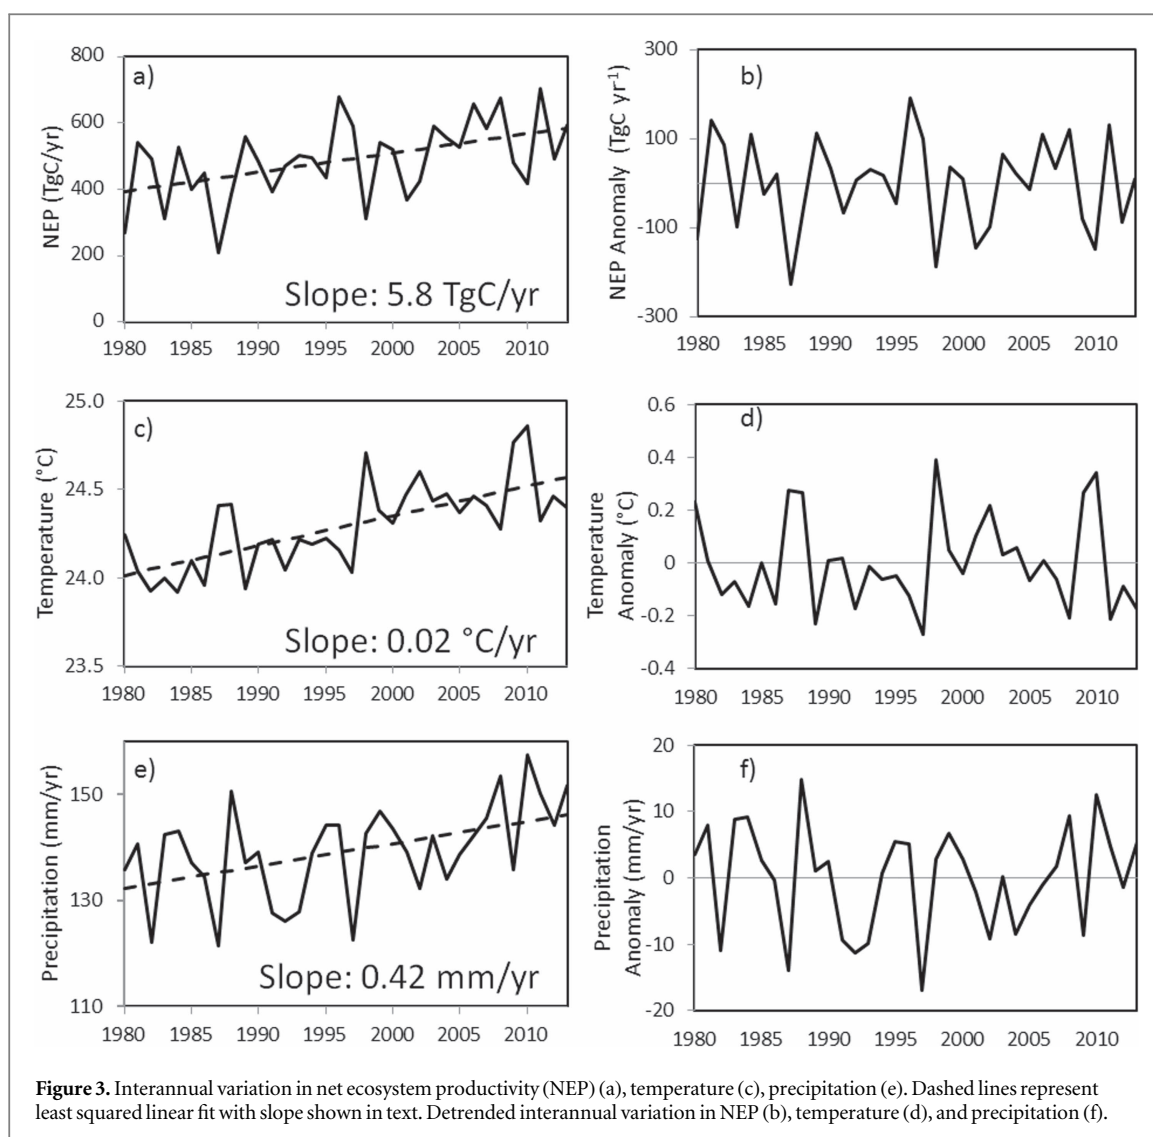 a)
800
600
400
200
0
NEP (TgC/yr)
Slope: 5.8 TgC/yr
1980 1985 1990 1995 2000 2005 2010
b)
300
100
-100
-300
NEP Anomaly (TgC yr-1)
1980 1985 1990 1995 2000 2005 2010
c)
25.0
24.5
24.0
23.5
Temperature (°C)
Slope: 0.02 °C/yr
1980 1985 1990 1995 2000 2005 2010
d)
0.6
0.4
0.2
0
-0.2
-0.4
Temperature
Anomaly (°C)
1980 1985 1990 1995 2000 2005 2010
e)
150
130
110
Precipitation (mm/yr)
Slope: 0.42 mm/yr
1980 1985 1990 1995 2000 2005 2010
f)
20
10
0
-10
-20
Precipitation
Anomaly (mm/yr)
1980 1985 1990 1995 2000 2005 2010
Figure 3. Interannual variation in net ecosystem productivity (NEP) (a), temperature (c), precipitation (e). Dashed lines represent
least squared linear fit with slope shown in text. Detrended interannual variation in NEP (b), temperature (d), and precipitation (f).